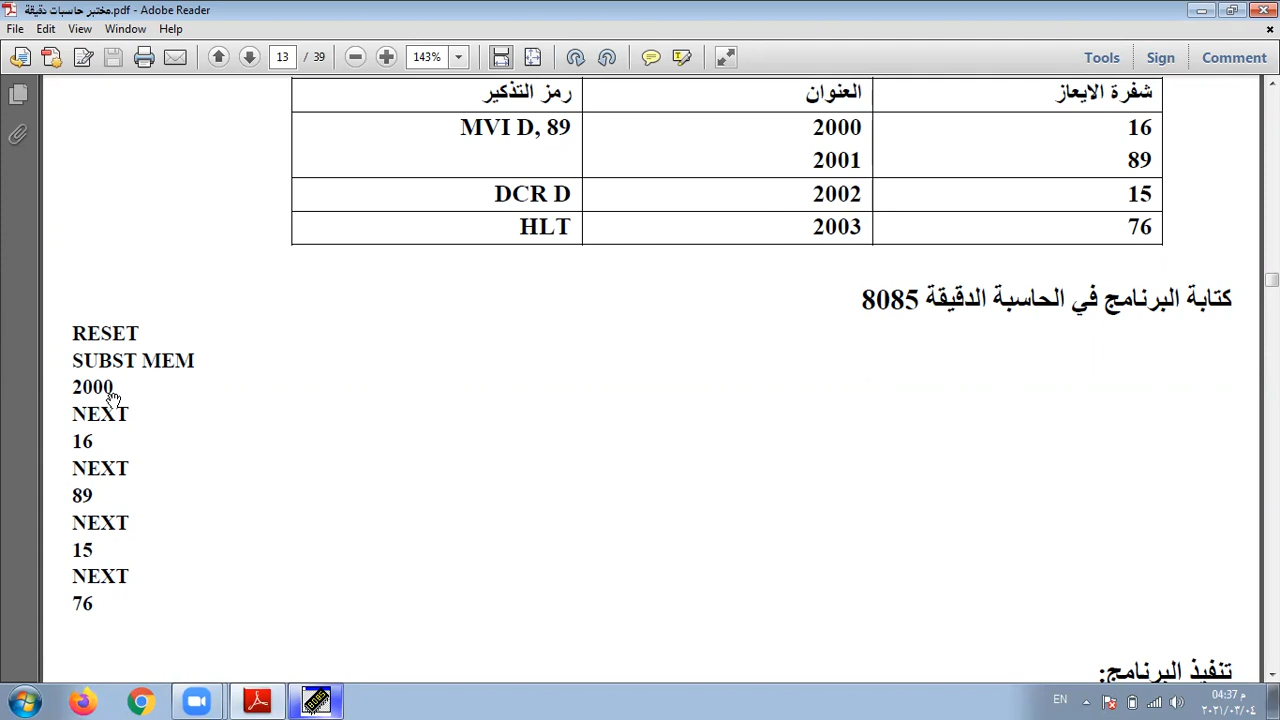 مختبر حاسبات دقيقة.pdf - Adobe Reader
File Edit View Window Help
13 / 39 143% Tools Sign Comment
شفرة الايعاز العنوان رمز التذكير
16 2000 MVI D, 89
89 2001
15 2002 DCR D
76 2003 HLT
كتابة البرنامج في الحاسبة الدقيقة 8085
RESET
SUBST MEM
2000
NEXT
16
NEXT
89
NEXT
15
NEXT
76
تنفيذ البرنامج:
EN
04:37 م
٢٠٢١/٠٣/٠٤